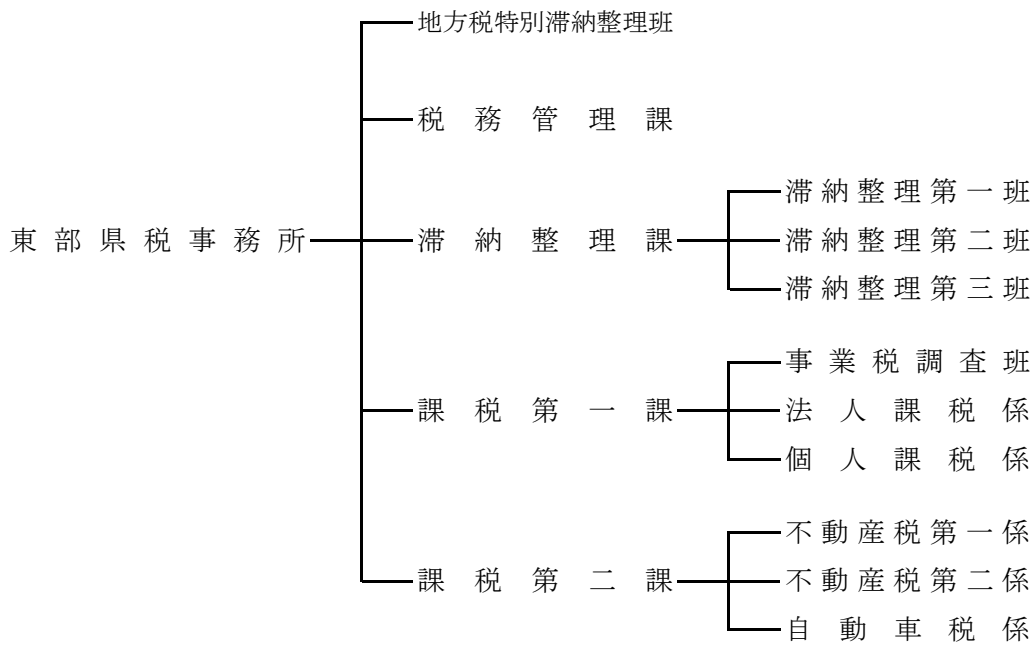 地方税特別滞納整理班
税務管理課
滞納整理第一班
東部県税事務所 滞納整理課 滞納整理第二班
滞納整理第三班
事業税調査班
課税第一課 法人課税係
個人課税係
不動産税第一係
課税第二課 不動産税第二係
自動車税係